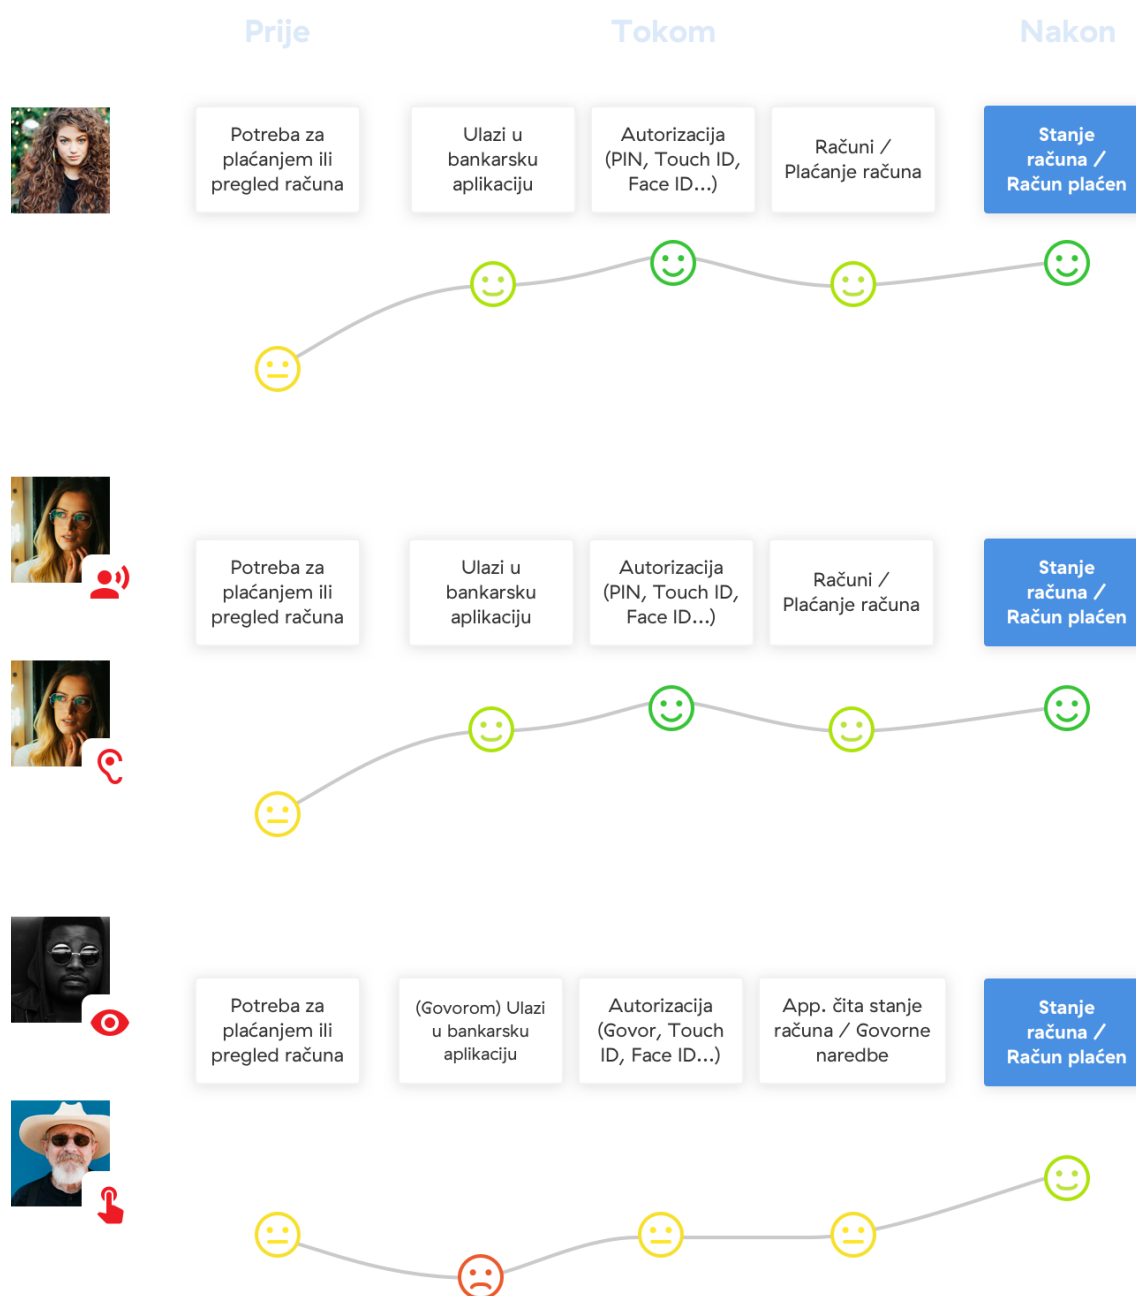 Prije
Tokom
Nakon
Potreba za
plaćanjem ili
pregled računa
Ulazi u
bankarsku
aplikaciju
Autorizacija
(PIN, Touch ID,
Face ID...)
Računi /
Plaćanje računa
Stanje
računa /
Račun plaćen
Potreba za
plaćanjem ili
pregled računa
Ulazi u
bankarsku
aplikaciju
Autorizacija
(PIN, Touch ID,
Face ID...)
Računi /
Plaćanje računa
Stanje
računa /
Račun plaćen
Potreba za
plaćanjem ili
pregled računa
(Govorom) Ulazi
u bankarsku
aplikaciju
Autorizacija
(Govor, Touch
ID, Face ID...)
App. čita stanje
računa / Govorne
naredbe
Stanje
računa /
Račun plaćen